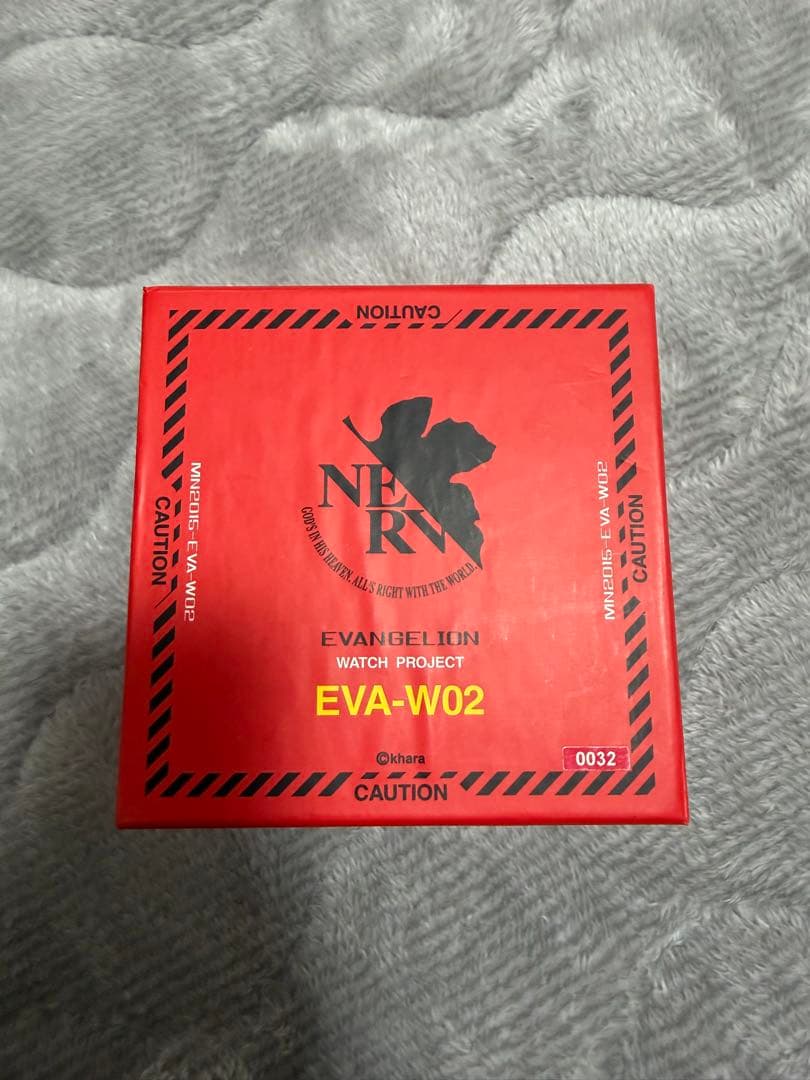 CAUTION
NERV
GOD'S IN HIS HEAVEN. ALL'S RIGHT WITH THE WORLD.
MN2015-EVA-W02
CAUTION
MN2015-EVA-W02
CAUTION
EVANGELION
WATCH PROJECT
EVA-W02
©khara
0032
CAUTION